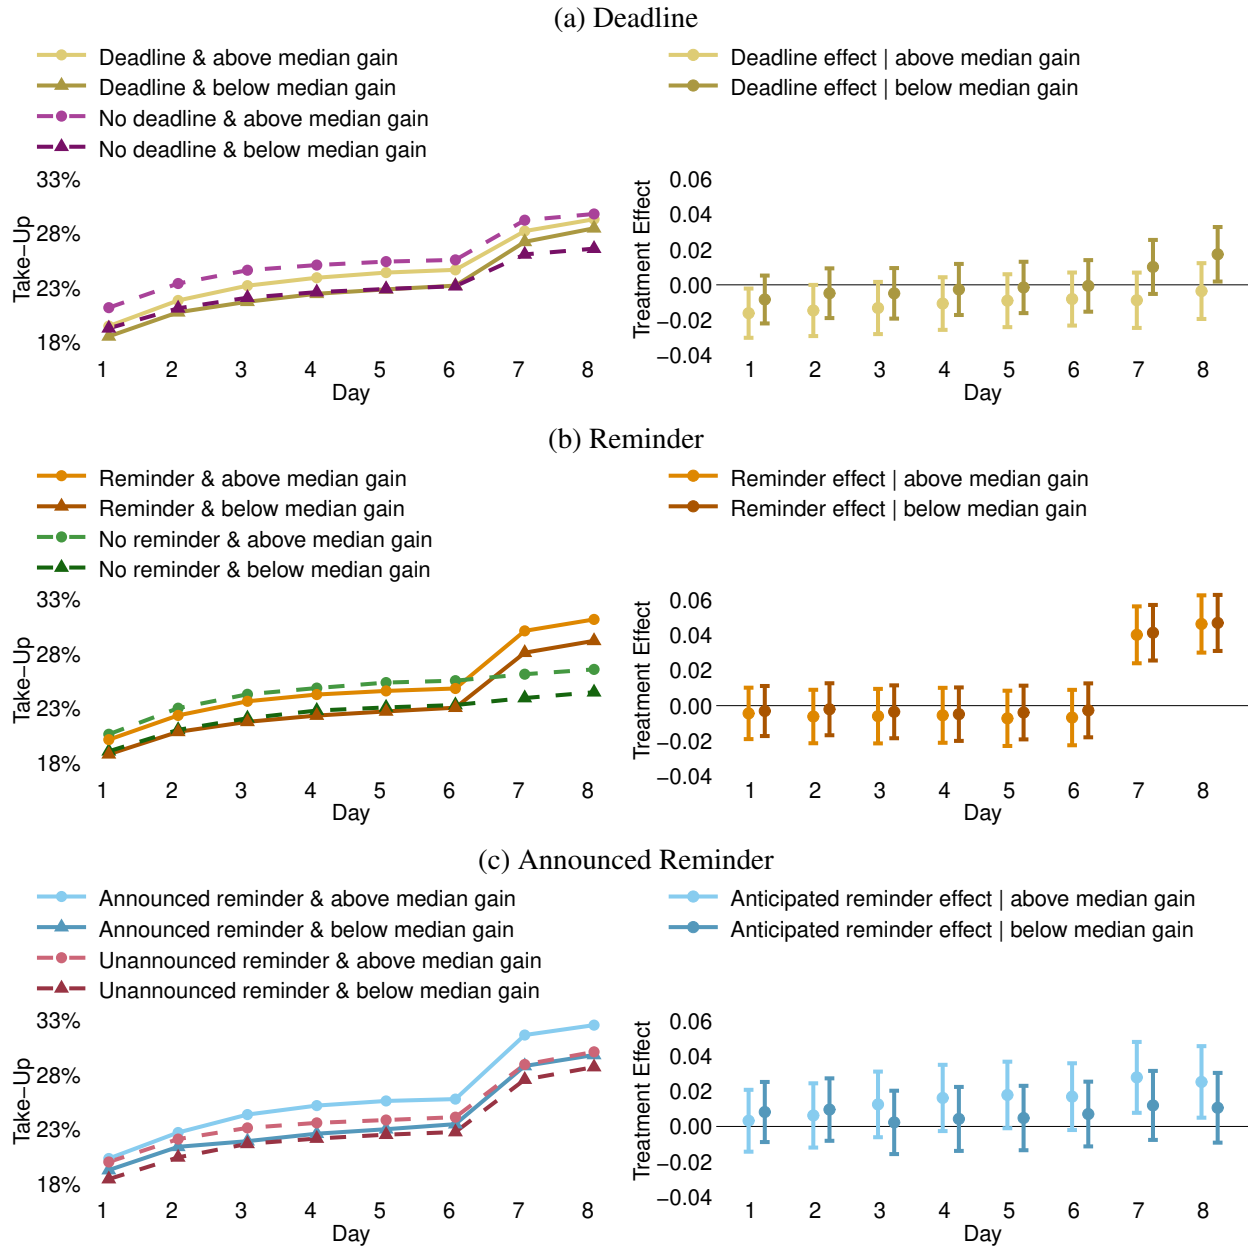 (a) Deadline
Deadline & above median gain
Deadline & below median gain
No deadline & above median gain
No deadline & below median gain
33%
28%
23%
18%
Take−Up
1 2 3 4 5 6 7 8
Day
Deadline effect | above median gain
Deadline effect | below median gain
0.06
0.04
0.02
0.00
−0.02
−0.04
Treatment Effect
1 2 3 4 5 6 7 8
Day
(b) Reminder
Reminder & above median gain
Reminder & below median gain
No reminder & above median gain
No reminder & below median gain
33%
28%
23%
18%
Take−Up
1 2 3 4 5 6 7 8
Day
Reminder effect | above median gain
Reminder effect | below median gain
0.06
0.04
0.02
0.00
−0.02
−0.04
Treatment Effect
1 2 3 4 5 6 7 8
Day
(c) Announced Reminder
Announced reminder & above median gain
Announced reminder & below median gain
Unannounced reminder & above median gain
Unannounced reminder & below median gain
33%
28%
23%
18%
Take−Up
1 2 3 4 5 6 7 8
Day
Anticipated reminder effect | above median gain
Anticipated reminder effect | below median gain
0.06
0.04
0.02
0.00
−0.02
−0.04
Treatment Effect
1 2 3 4 5 6 7 8
Day